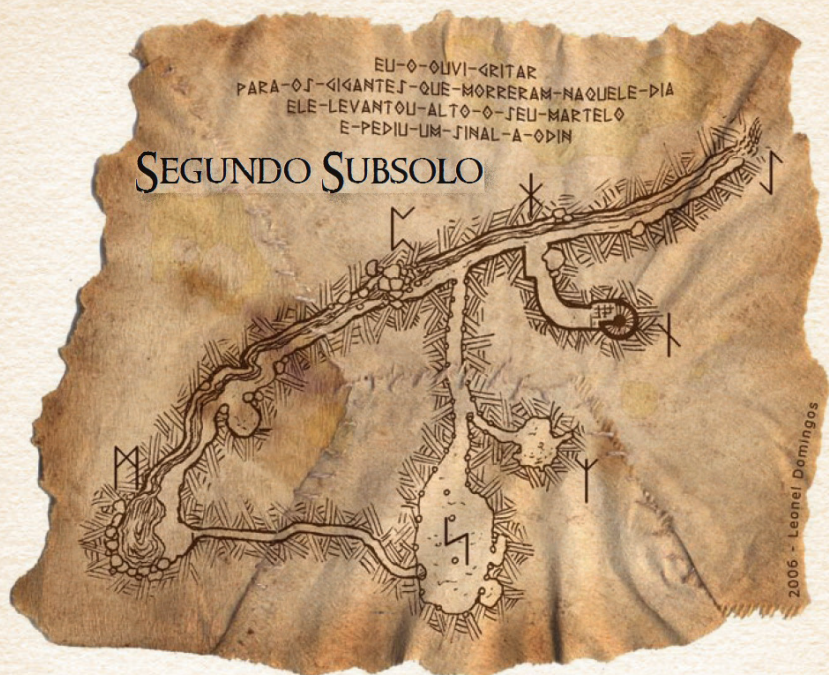 EU-O-OUVI-GRITAR
PARA-OS-GIGANTES-QUE-MORRERAM-NAQUELE-DIA
ELE-LEVANTOU-ALTO-O-SEU-MARTELO
E-PEDIU-UM-SINAL-A-ODIN
SEGUNDO SUBSOLO
ᛇ
ᛡ
ᛈ
ᚾ
ᛗ
ᛉ
ᛋ
2006 - Leonel Domingos